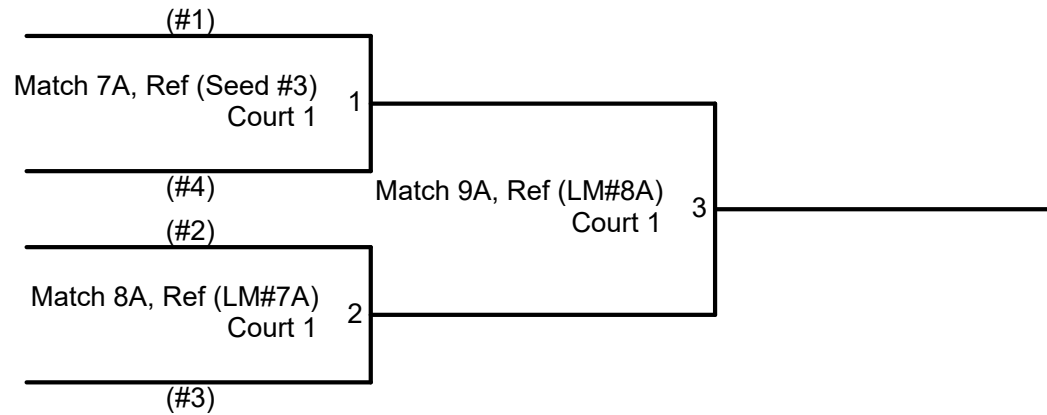 (#1)
Match 7A, Ref (Seed #3)
Court 1
1
(#4)
Match 9A, Ref (LM#8A)
Court 1
3
(#2)
Match 8A, Ref (LM#7A)
Court 1
2
(#3)